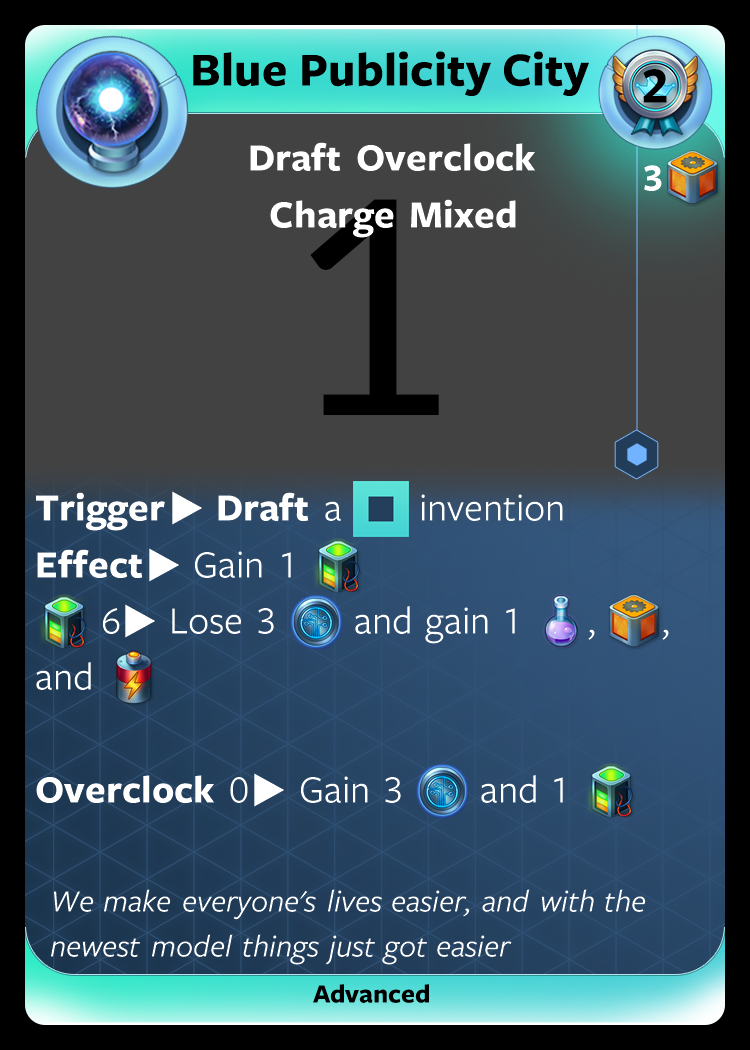 Blue Publicity City
2
3
Draft Overclock
Charge Mixed
1
Trigger▶ Draft a invention
Effect▶ Gain 1
6▶ Lose 3 and gain 1 , ,
and
Overclock 0▶ Gain 3 and 1
We make everyone's lives easier, and with the
newest model things just got easier
Advanced